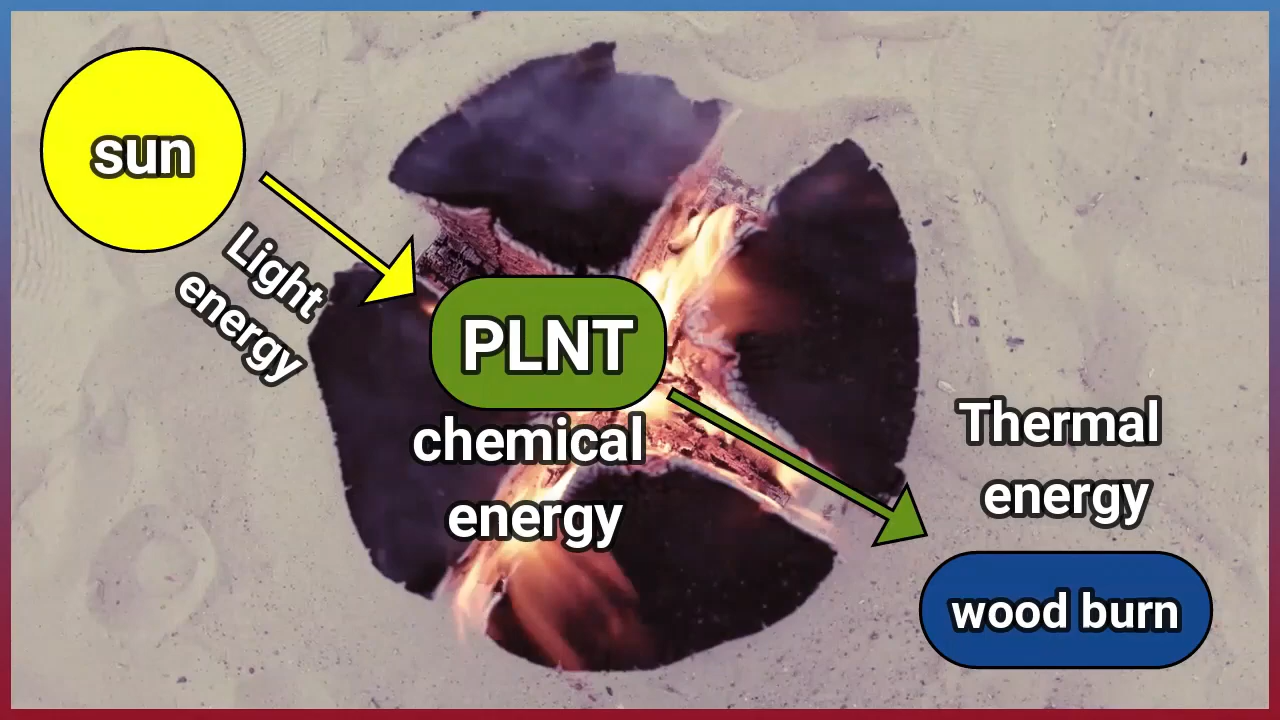 sun
Light
energy
PLNT
chemical
energy
Thermal
energy
wood burn